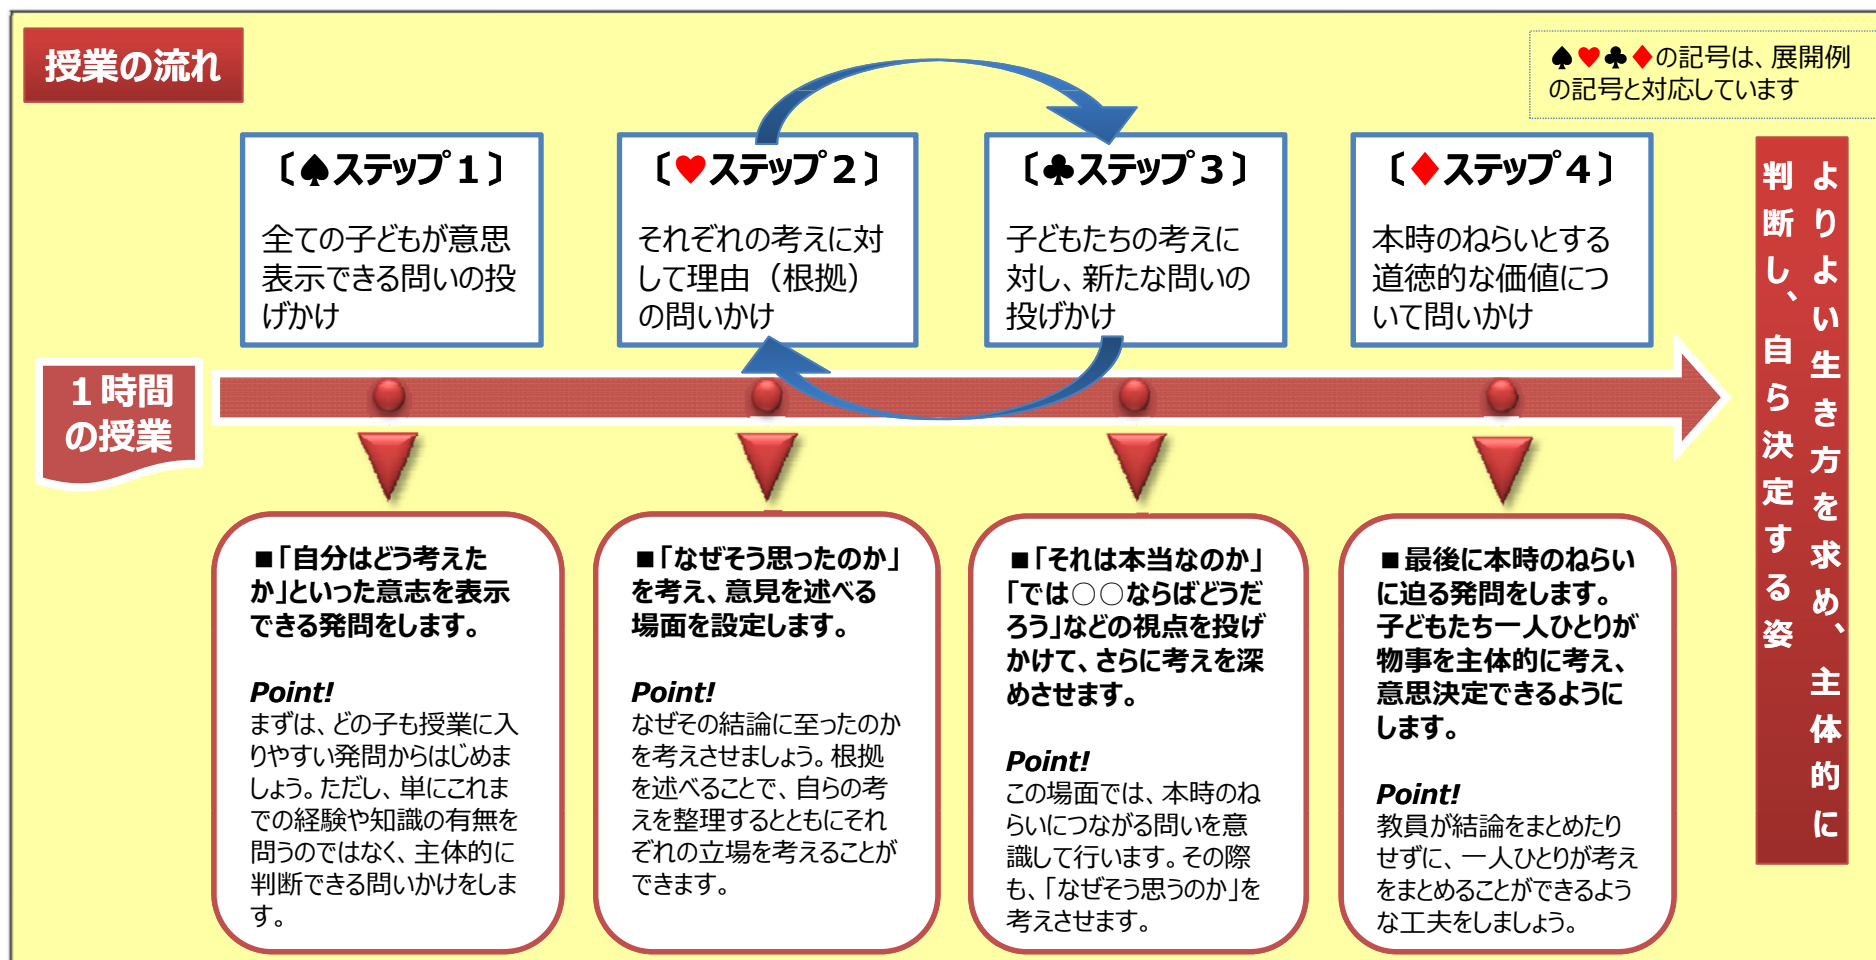 授業の流れ
♠♥♣♦の記号は、展開例
の記号と対応しています
〔♠ステップ１〕
全ての子どもが意思
表示できる問いの投
げかけ
〔♥ステップ２〕
それぞれの考えに対
して理由（根拠）
の問いかけ
〔♣ステップ３〕
子どもたちの考えに
対し、新たな問いの
投げかけ
〔♦ステップ４〕
本時のねらいとする
道徳的な価値につ
いて問いかけ
よりよい生き方を求め、主体的に
判断し、自ら決定する姿
１時間
の授業
■「自分はどう考えた
か」といった意志を表示
できる発問をします。
Point!
まずは、どの子も授業に入
りやすい発問からはじめま
しょう。ただし、単にこれま
での経験や知識の有無を
問うのではなく、主体的に
判断できる問いかけをしま
す。
■「なぜそう思ったのか」
を考え、意見を述べる
場面を設定します。
Point!
なぜその結論に至ったのか
を考えさせましょう。根拠
を述べることで、自らの考
えを整理するとともにそれ
ぞれの立場を考えることが
できます。
■「それは本当なのか」
「では○○ならばどうだ
ろう」などの視点を投げ
かけて、さらに考えを深
めさせます。
Point!
この場面では、本時のね
らいにつながる問いを意
識して行います。その際
も、「なぜそう思うのか」を
考えさせます。
■最後に本時のねらい
に迫る発問をします。
子どもたち一人ひとりが
物事を主体的に考え、
意思決定できるように
します。
Point!
教員が結論をまとめたり
せずに、一人ひとりが考え
をまとめることができるよう
な工夫をしましょう。